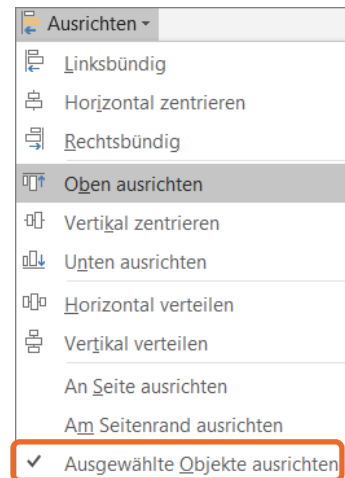 Ausrichten
Linksbündig
Horizontal zentrieren
Rechtsbündig
Oben ausrichten
Vertikal zentrieren
Unten ausrichten
Horizontal verteilen
Vertikal verteilen
An Seite ausrichten
Am Seitenrand ausrichten
Ausgewählte Objekte ausrichten